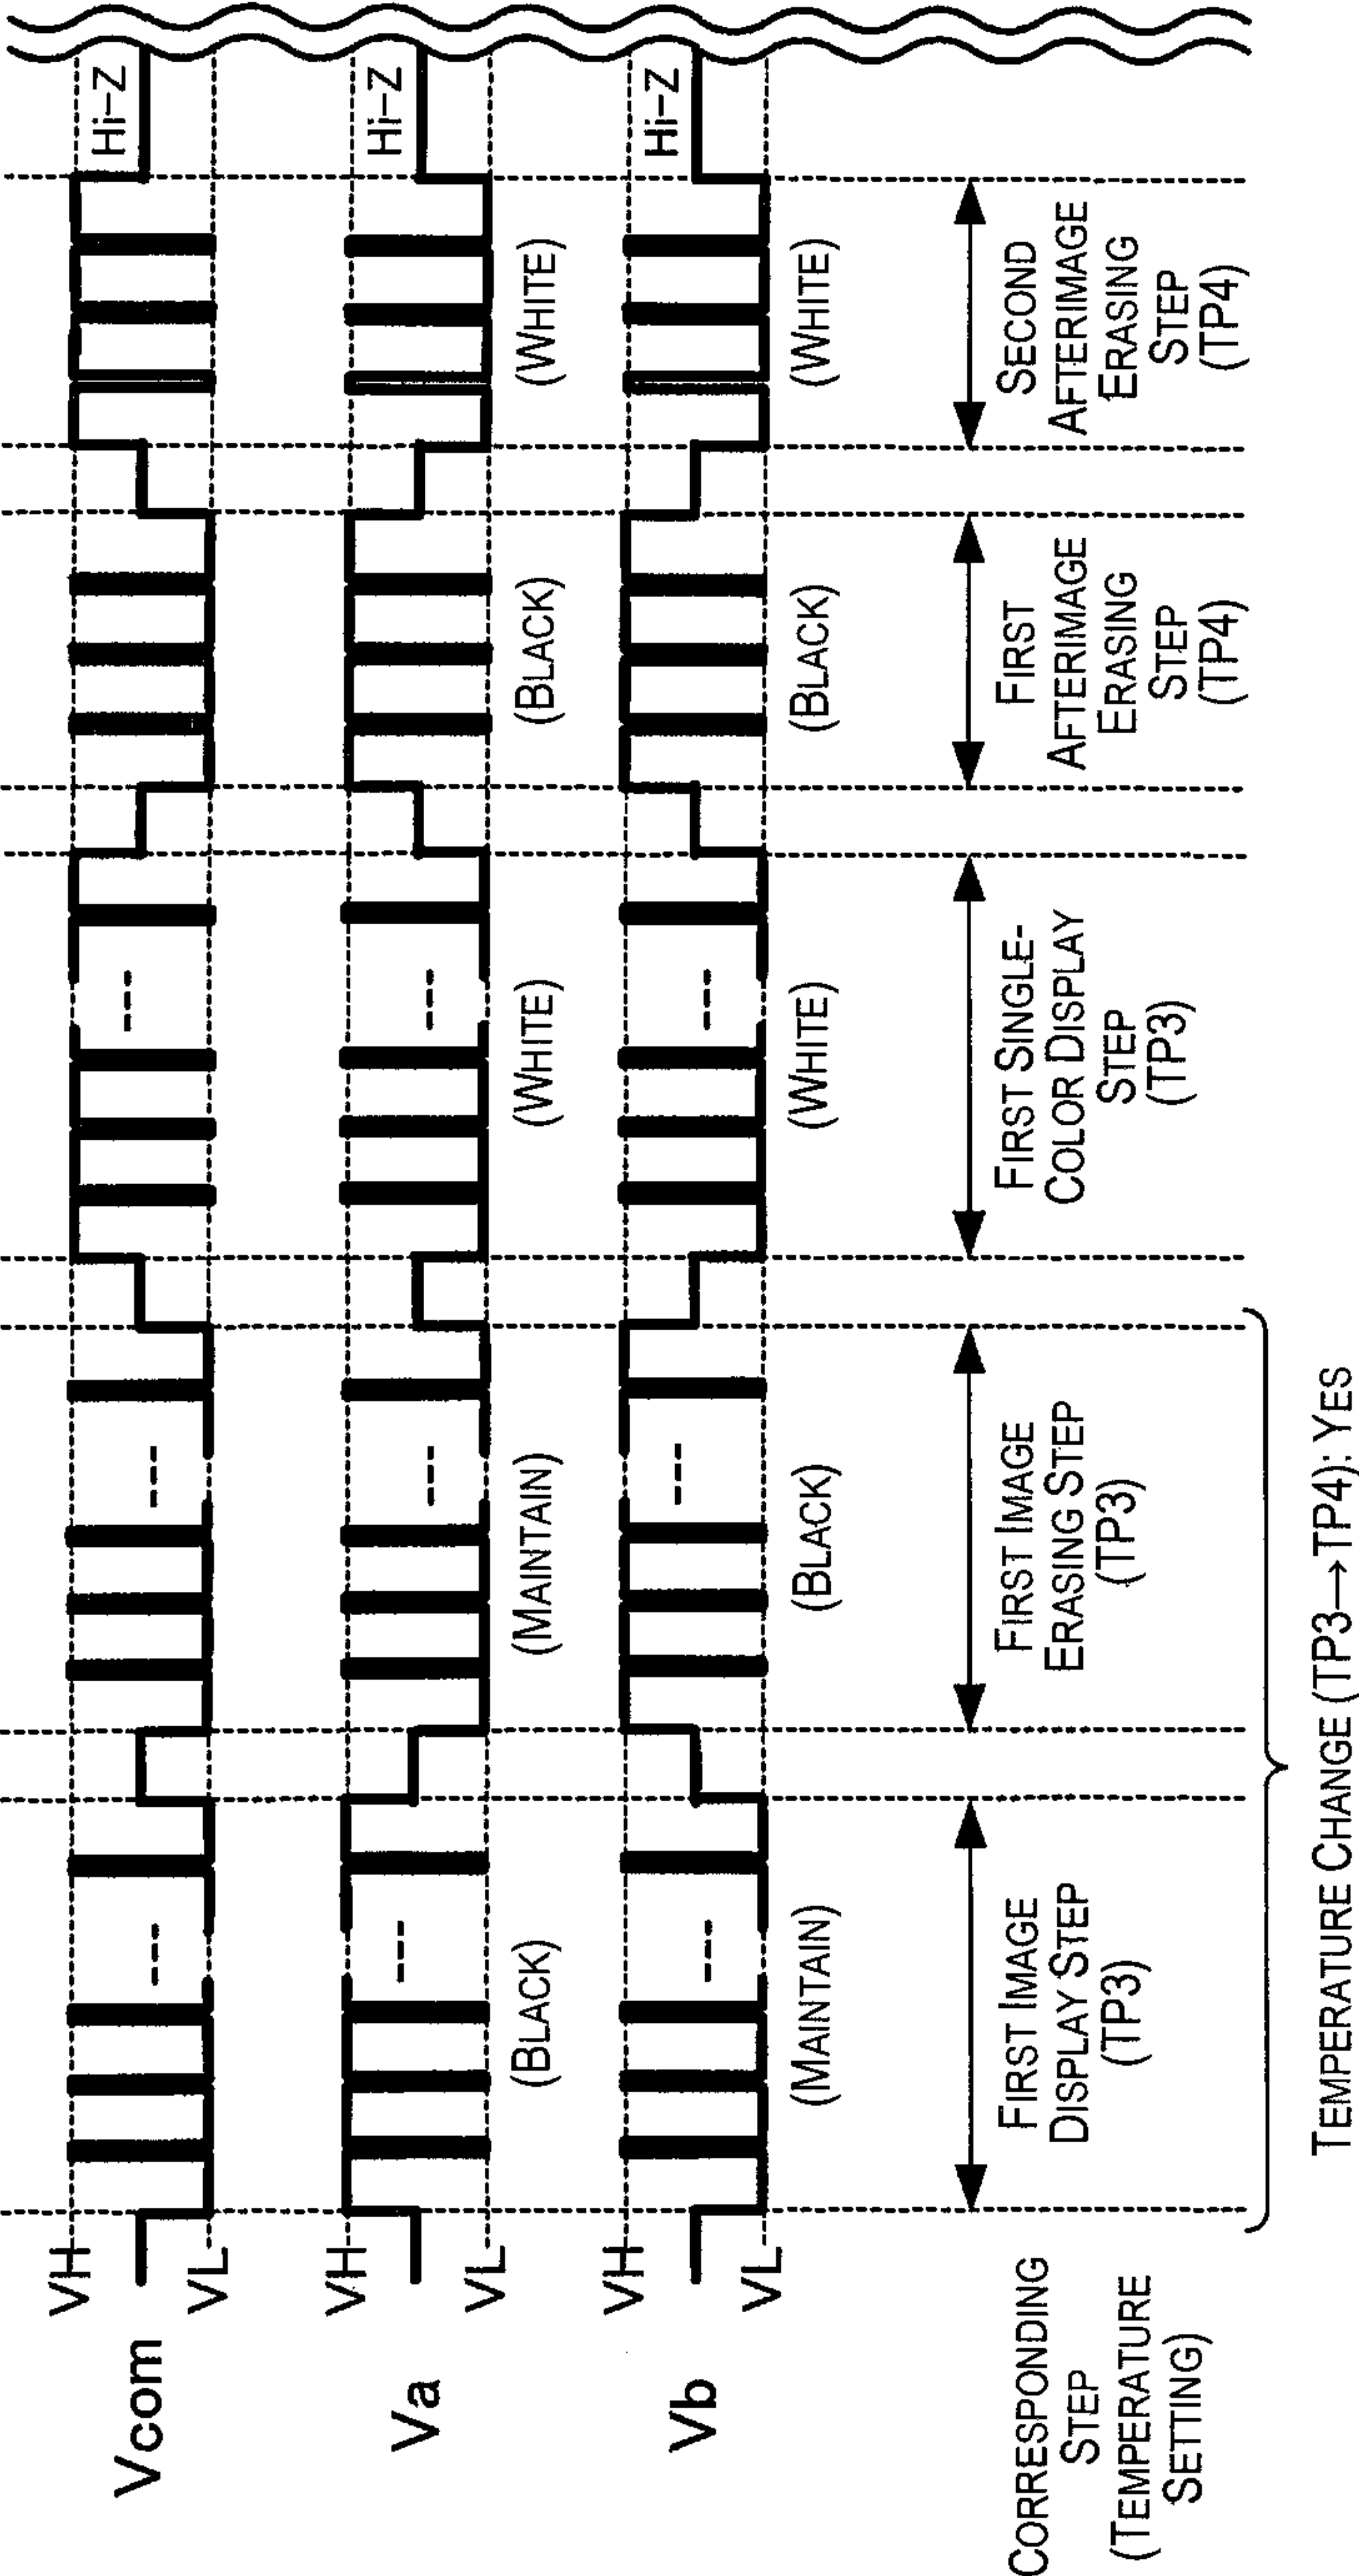 VH
Vcom
VL
Hi-Z
VH
Va
VL
(BLACK)
(MAINTAIN)
(WHITE)
(BLACK)
(WHITE)
Hi-Z
VH
Vb
VL
(MAINTAIN)
(BLACK)
(WHITE)
(BLACK)
(WHITE)
Hi-Z
CORRESPONDING
STEP
(TEMPERATURE
SETTING)
FIRST IMAGE
DISPLAY STEP
(TP3)
FIRST IMAGE
ERASING STEP
(TP3)
FIRST SINGLE-
COLOR DISPLAY
STEP
(TP3)
FIRST
AFTERIMAGE
ERASING
STEP
(TP4)
SECOND
AFTERIMAGE
ERASING
STEP
(TP4)
TEMPERATURE CHANGE (TP3→TP4): YES